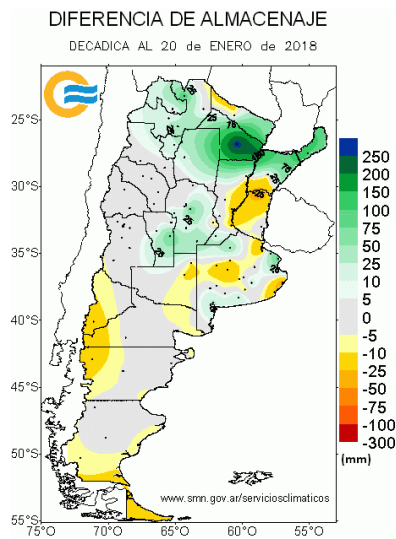 DIFERENCIA DE ALMACENAJE
DECADICA AL 20 de ENERO de 2018
25°S
30°S
35°S
40°S
45°S
50°S
55°S
75°O 70°O 65°O 60°O 55°O
25 75
250
200
150
100
75
50
25
10
5
0
-5
-10
-25
-50
-75
-100
-300
(mm)
www.smn.gov.ar/serviciosclimaticos